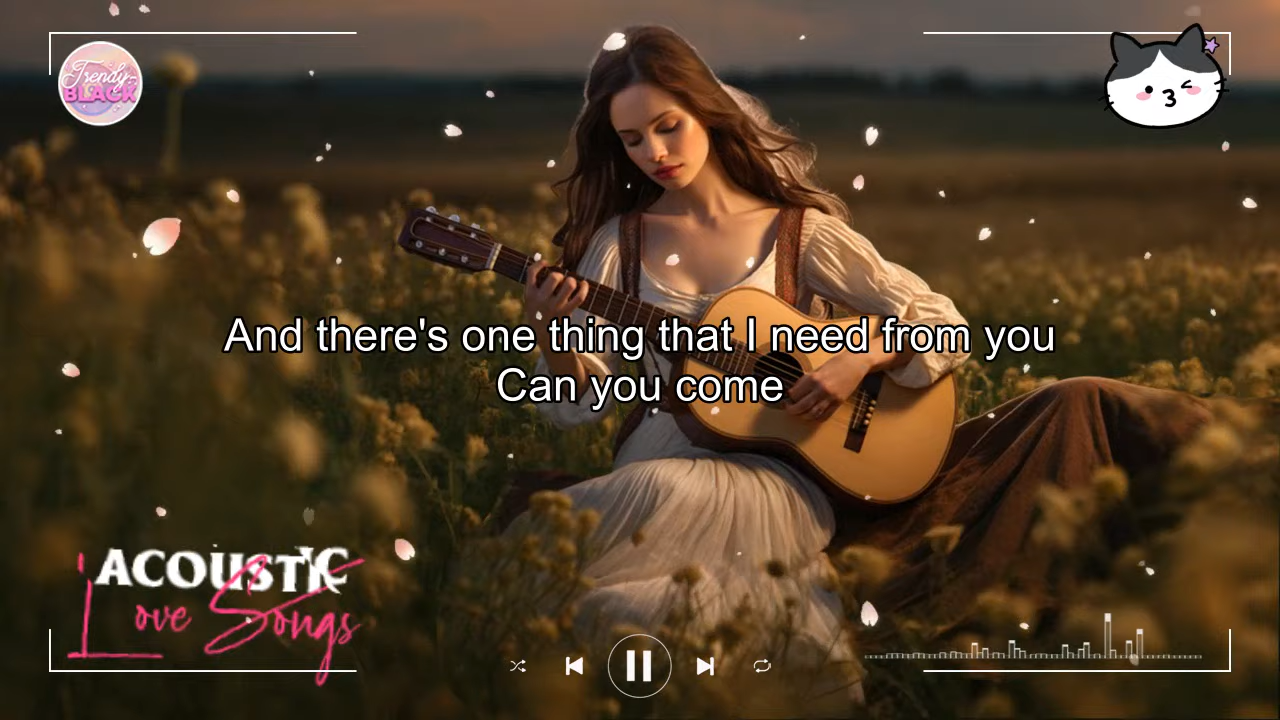 Trendy
BLACK
And there's one thing that I need from you
Can you come
ACOUSTIC
Love Songs